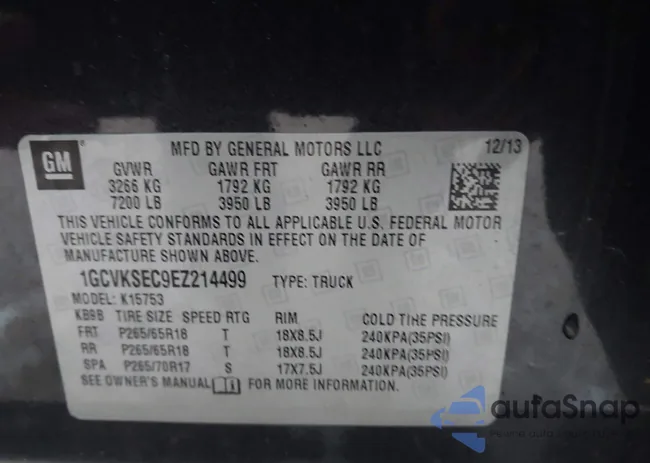 GM
MFD BY GENERAL MOTORS LLC 12/13
GVWR GAWR FRT GAWR RR
3266 KG 1792 KG 1792 KG
7200 LB 3950 LB 3950 LB
THIS VEHICLE CONFORMS TO ALL APPLICABLE U.S. FEDERAL MOTOR
VEHICLE SAFETY STANDARDS IN EFFECT ON THE DATE OF
MANUFACTURE SHOWN ABOVE.
1GCVKSEC9EZ214499 TYPE: TRUCK
MODEL: K15753
KB9B TIRE SIZE SPEED RTG RIM COLD TIRE PRESSURE
FRT P265/65R18 T 18X8.5J 240KPA(35PSI)
RR P265/65R18 T 18X8.5J 240KPA(35PSI)
SPA P265/70R17 S 17X7.5J 240KPA(35PSI)
SEE OWNER'S MANUAL FOR MORE INFORMATION.
autaSnap